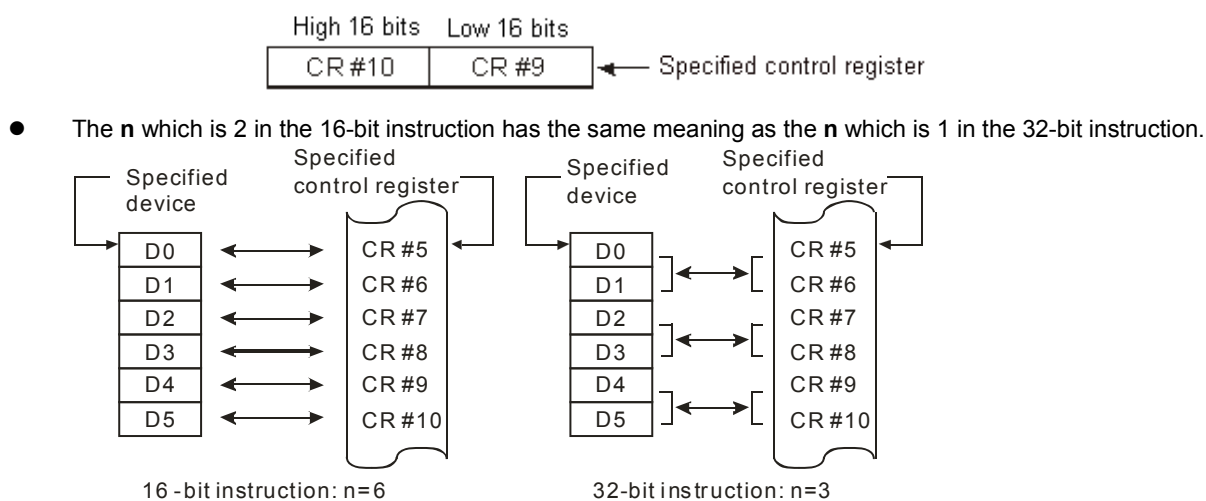 High 16 bits Low 16 bits
CR #10 CR #9 Specified control register
● The n which is 2 in the 16-bit instruction has the same meaning as the n which is 1 in the 32-bit instruction.
Specified device
Specified control register
D0 CR #5
D1 CR #6
D2 CR #7
D3 CR #8
D4 CR #9
D5 CR #10
16-bit instruction: n=6
Specified device
Specified control register
D0 CR #5
D1 CR #6
D2 CR #7
D3 CR #8
D4 CR #9
D5 CR #10
32-bit instruction: n=3